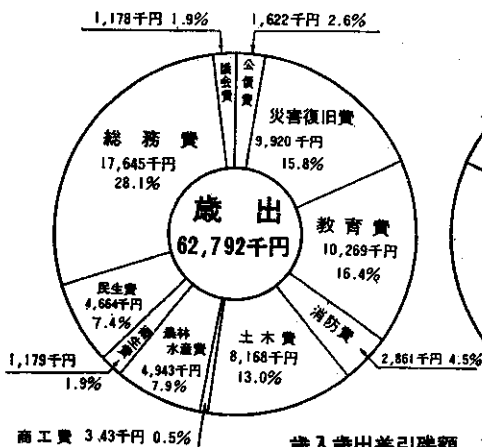 1,178千円 1.9%
1,622千円 2.6%
議会費
公債費
災害復旧費
9,920千円
15.8%
総務費
17,645千円
28.1%
歳出
62,792千円
教育費
10,269千円
16.4%
民生費
4,664千円
7.4%
衛生費
1,179千円
1.9%
農林
水産費
4,943千円
7.9%
土木費
8,168千円
13.0%
消防費
2,861千円 4.5%
商工費 343千円 0.5%
歳入歳出差引残額